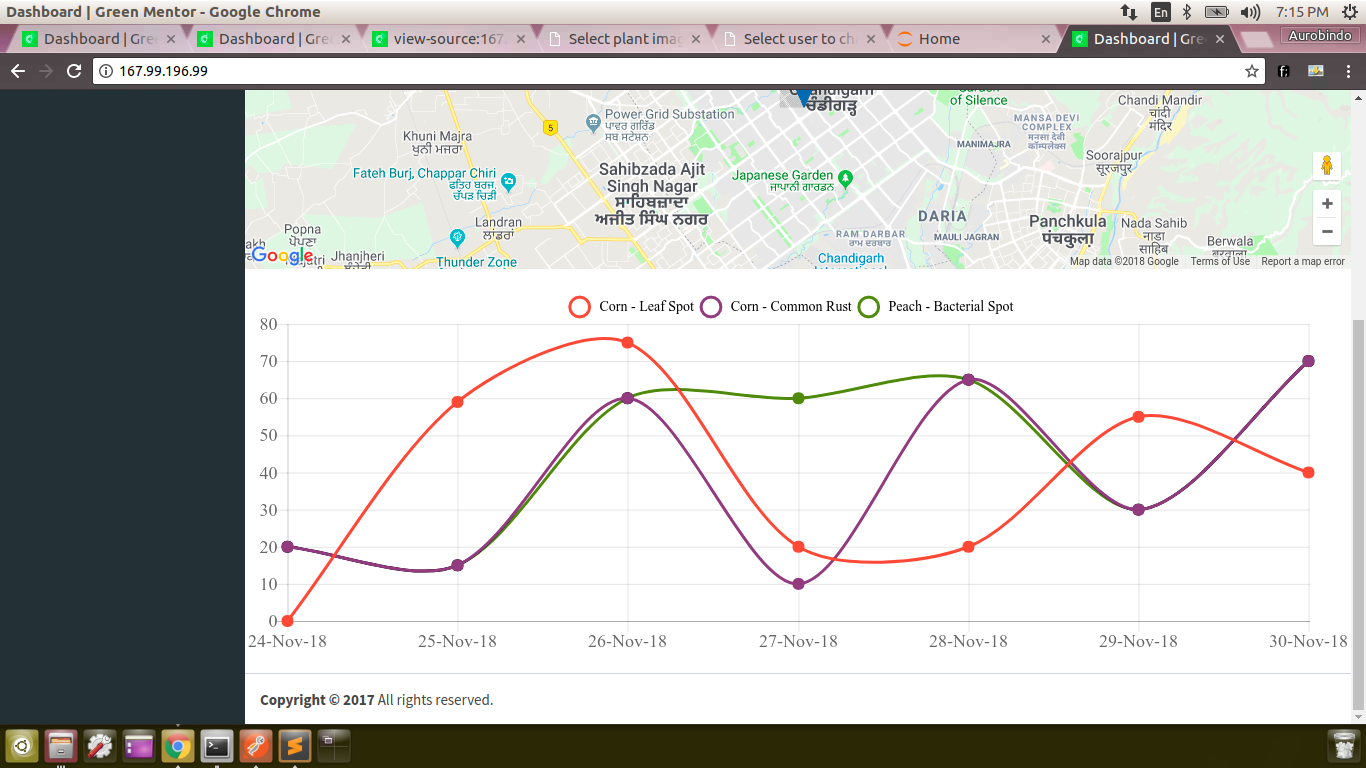 Dashboard | Green Mentor - Google Chrome
En
7:15 PM
Dashboard | Gre
Dashboard | Gre
view-source:167.
Select plant imag
Select user to ch
Home
Dashboard | Gre
Aurobindo
167.99.196.99
Chandigarh
ਚੰਡੀਗੜ੍ਹ
Garden
of Silence
Chandi Mandir
चांदी
मंदिर
Power Grid Substation
ਪਾਵਰ ਗਰਿੱਡ
ਸਬ ਸਟੇਸ਼ਨ
5
Khuni Majra
ਖੂਨੀ ਮਜਰਾ
MANSA DEVI
COMPLEX
मनसा देवी
कॉम्पलेक्स
MANIMAJRA
Soorajpur
सूरजपुर
Sahibzada Ajit
Singh Nagar
ਸਾਹਿਬਜ਼ਾਦਾ
ਅਜੀਤ ਸਿੰਘ ਨਗਰ
Fateh Burj, Chappar Chiri
ਫਤਿਹ ਬੁਰਜ,
ਚੱਪੜ ਚਿੜੀ
Japanese Garden
ਜਾਪਾਨੀ ਗਾਰਡਨ
DARIA
Panchkula
पंचकुला
Nada Sahib
नाडा
साहिब
Landran
ਲਾਂਡਰਾਂ
Popna
ਪੋਪਣਾ
RAM DARBAR
ਰਾਮ ਦਰਬਾਰ
MAULI JAGRAN
Berwala
बेरवाला
Jhanjheri
Thunder Zone
Chandigarh
International
Google
Map data ©2018 Google
Terms of Use
Report a map error
Corn - Leaf Spot
Corn - Common Rust
Peach - Bacterial Spot
80
70
60
50
40
30
20
10
0
24-Nov-18
25-Nov-18
26-Nov-18
27-Nov-18
28-Nov-18
29-Nov-18
30-Nov-18
Copyright © 2017 All rights reserved.